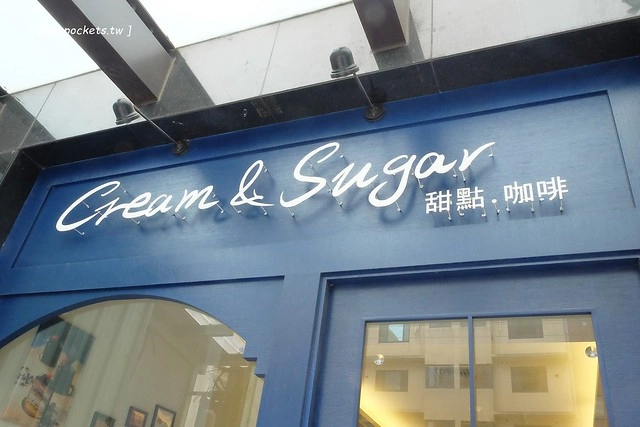 pockets.tw ]
Cream & Sugar
甜點.咖啡